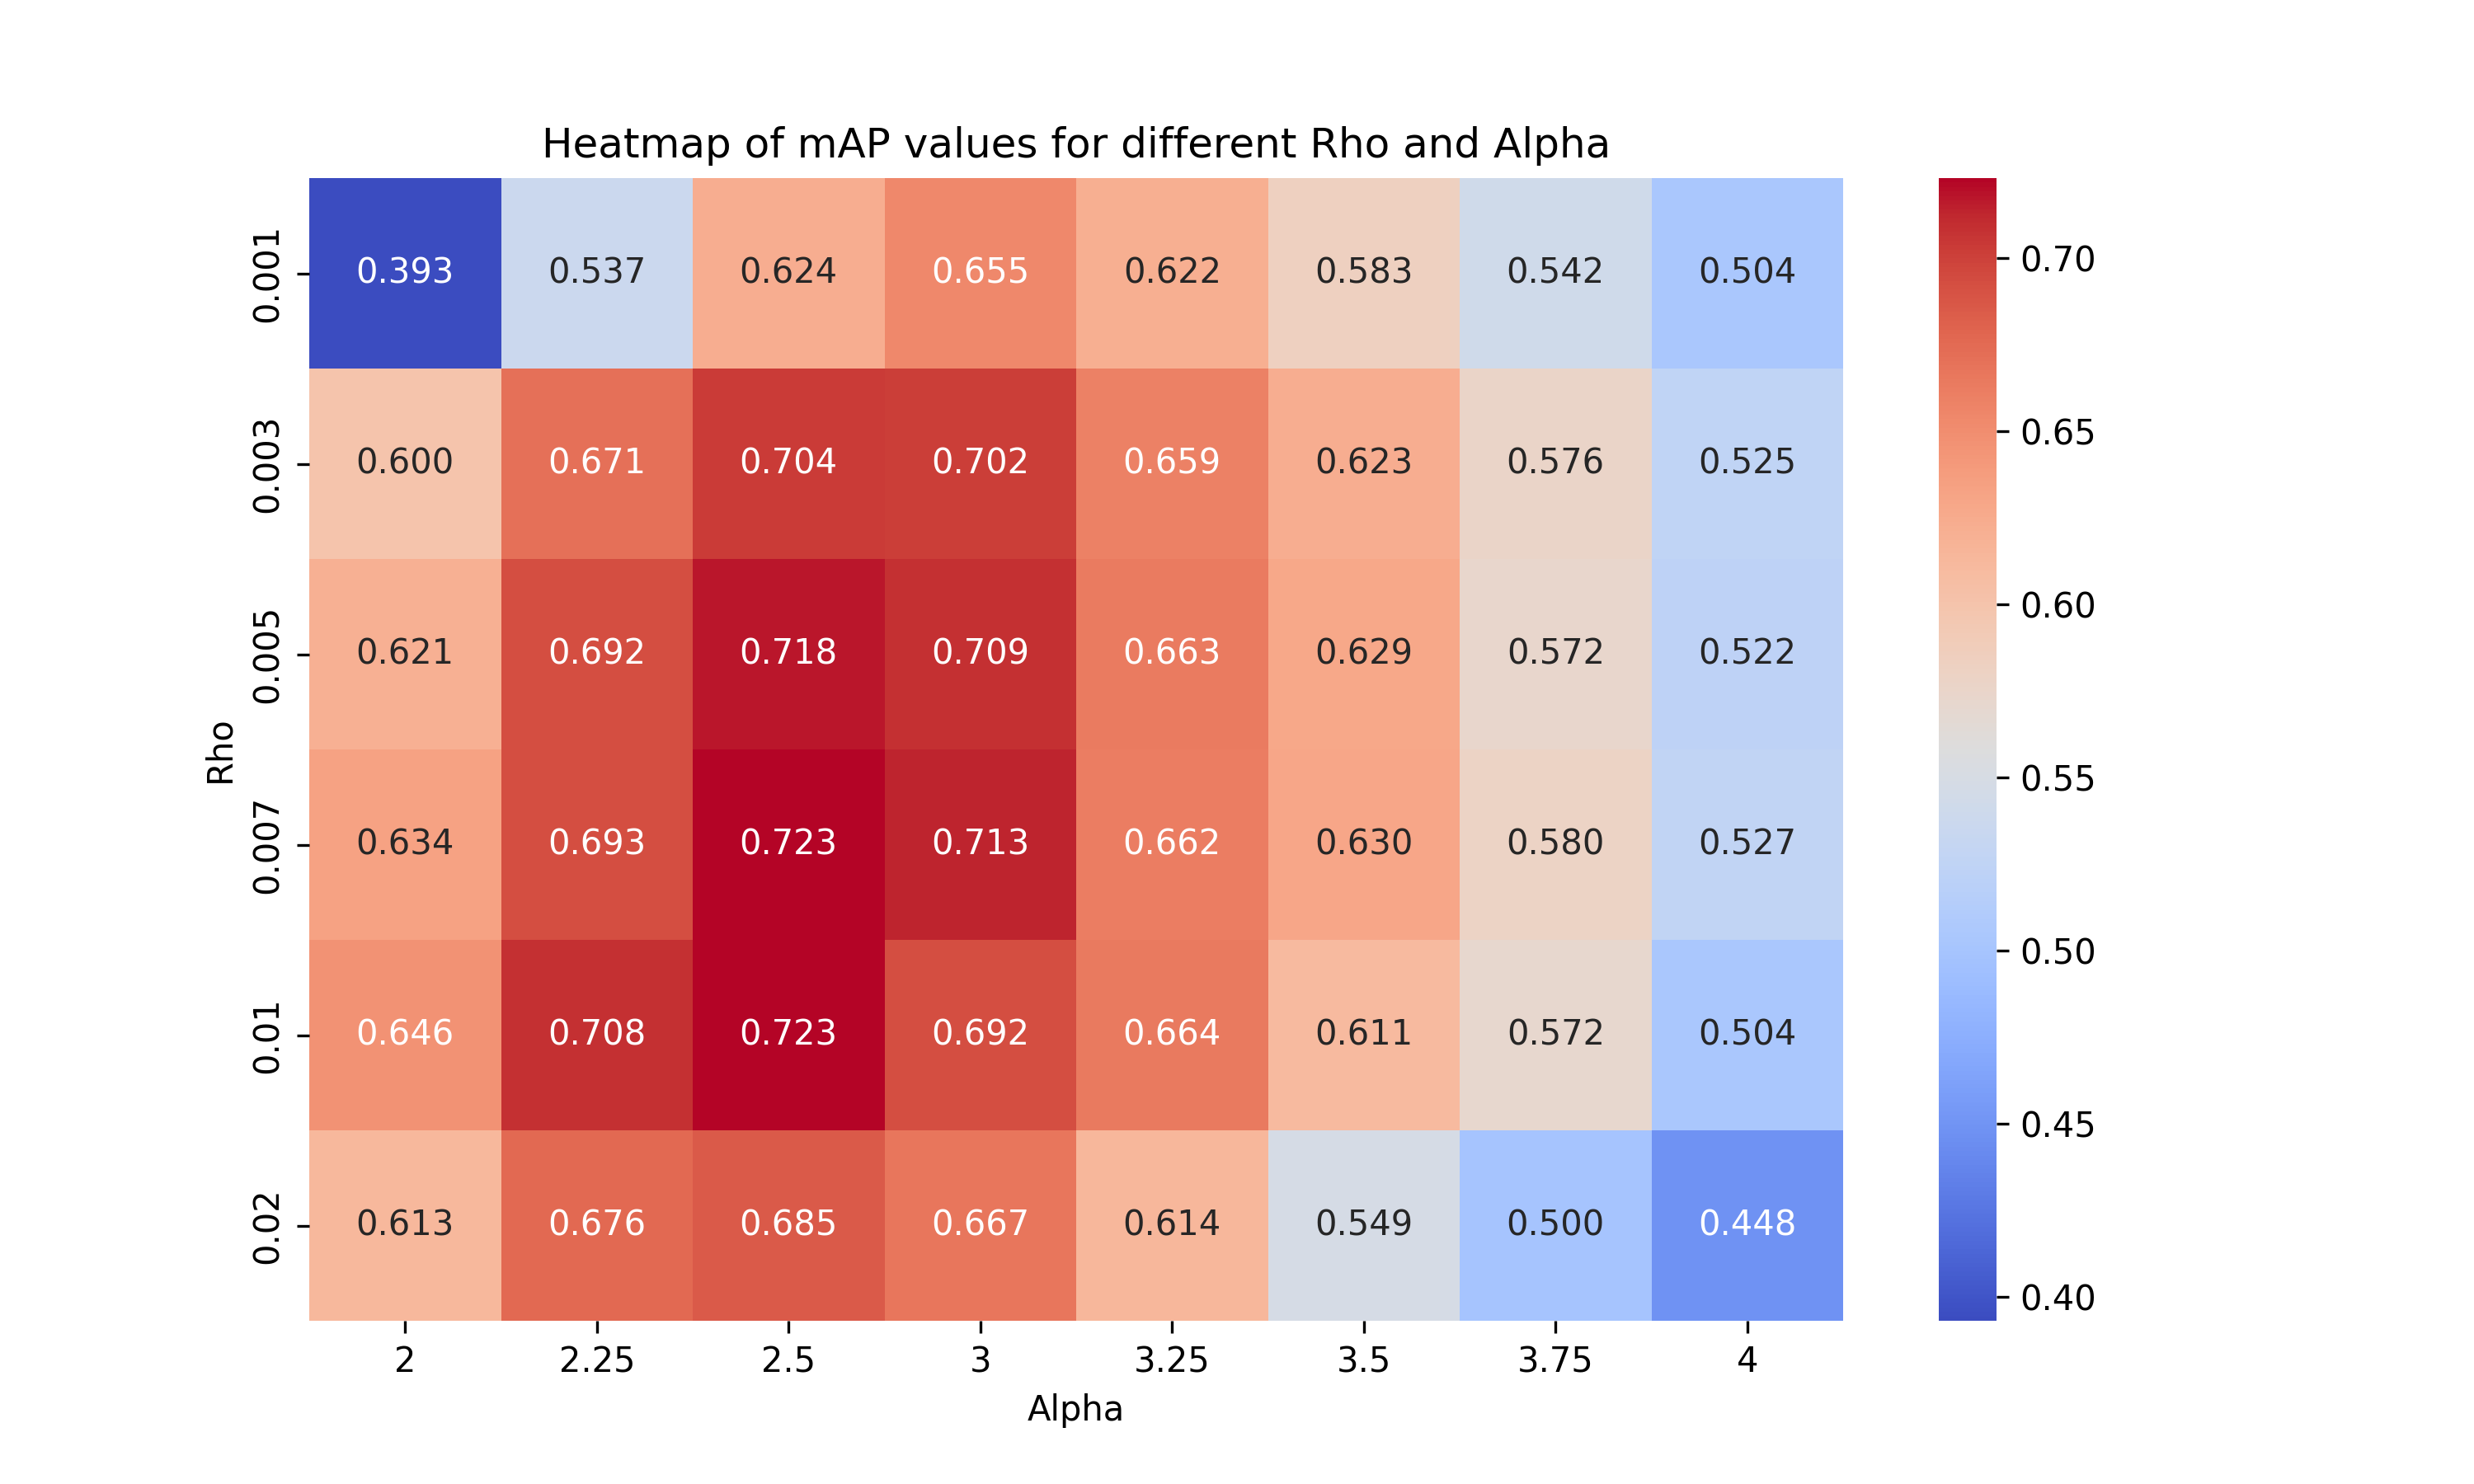 Heatmap of mAP values for different Rho and Alpha
0.001 0.393 0.537 0.624 0.655 0.622 0.583 0.542 0.504
0.003 0.600 0.671 0.704 0.702 0.659 0.623 0.576 0.525
0.005 0.621 0.692 0.718 0.709 0.663 0.629 0.572 0.522
0.007 0.634 0.693 0.723 0.713 0.662 0.630 0.580 0.527
0.01 0.646 0.708 0.723 0.692 0.664 0.611 0.572 0.504
0.02 0.613 0.676 0.685 0.667 0.614 0.549 0.500 0.448
Rho
2 2.25 2.5 3 3.25 3.5 3.75 4
Alpha
0.70
0.65
0.60
0.55
0.50
0.45
0.40